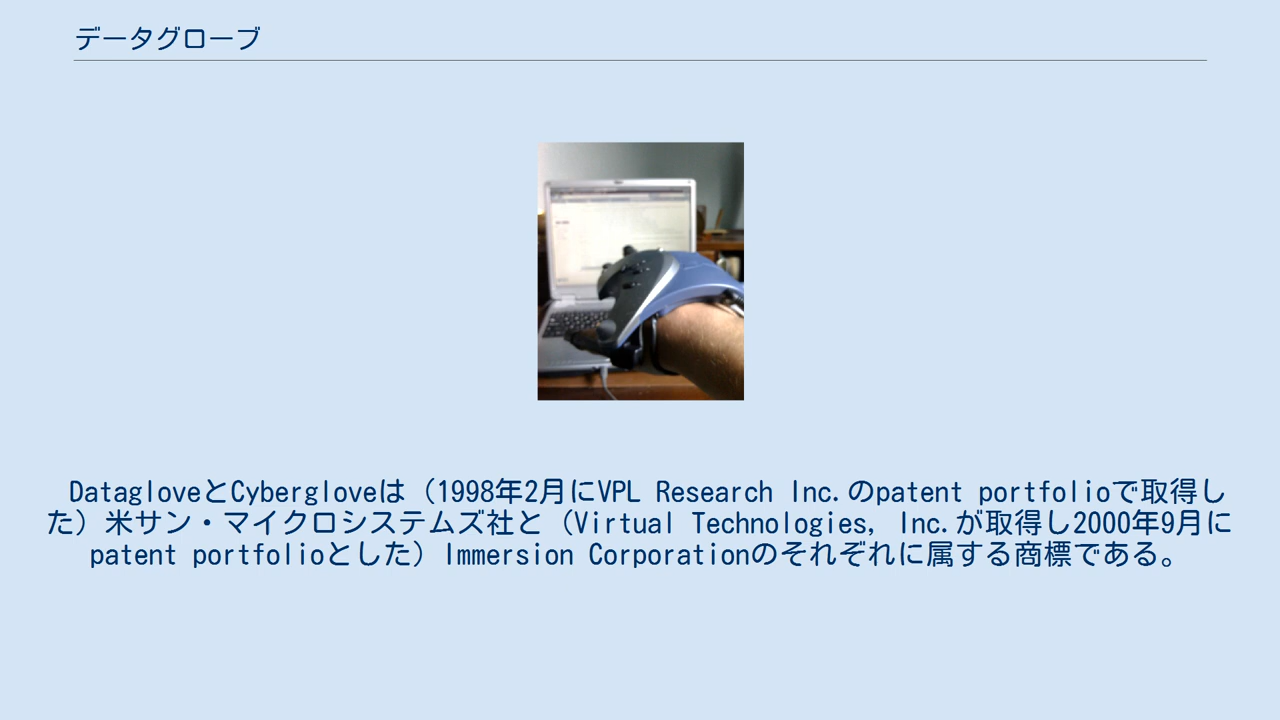 データグローブ
DatagloveとCybergloveは（1998年2月にVPL Research Inc.のpatent portfolioで取得し
た）米サン・マイクロシステムズ社と（Virtual Technologies, Inc.が取得し2000年9月に
patent portfolioとした）Immersion Corporationのそれぞれに属する商標である。